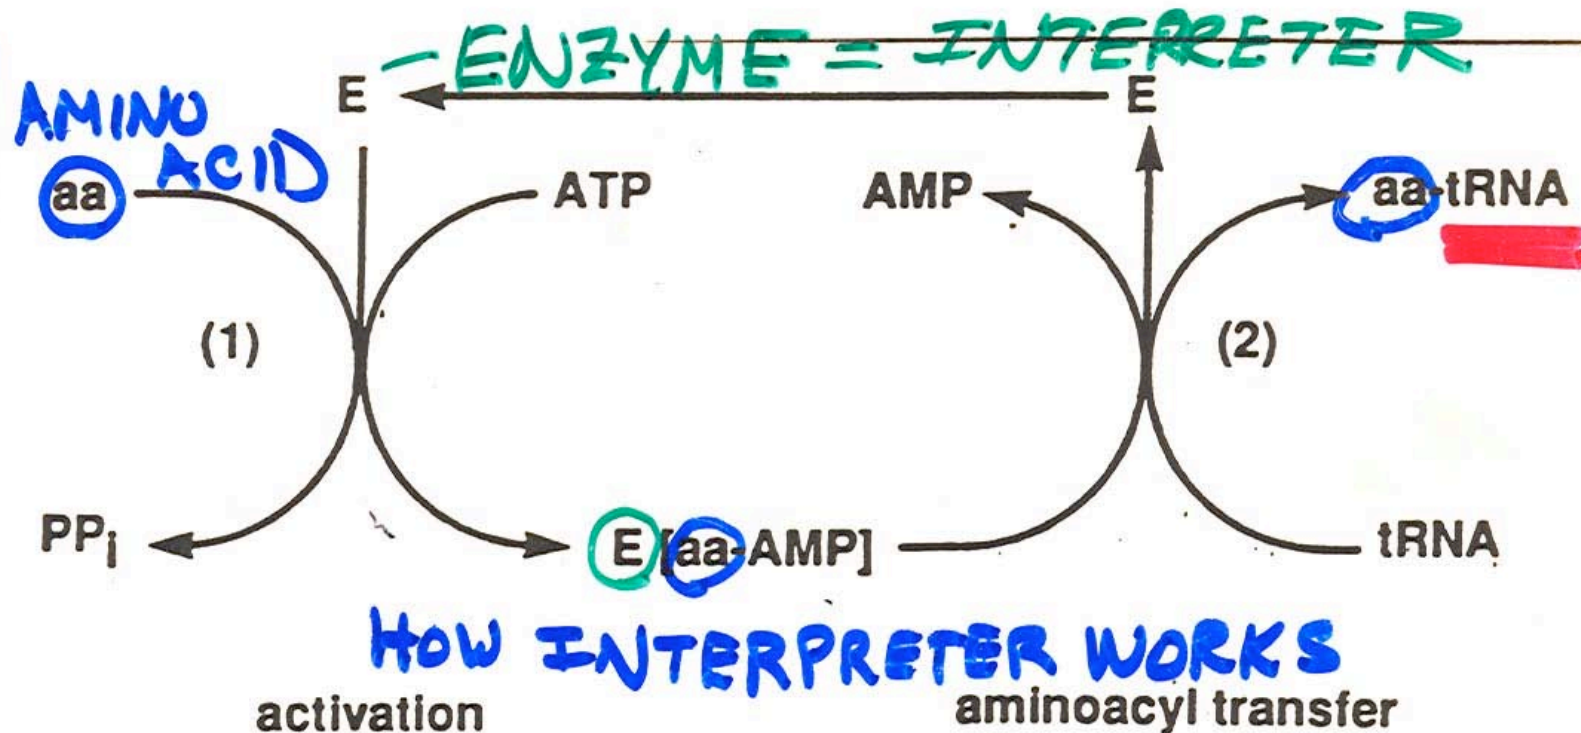 - ENZYME = INTERPRETER
E E
AMINO
ACID
aa ATP AMP aa-tRNA
(1) (2)
PPi E [aa-AMP] tRNA
HOW INTERPRETER WORKS
activation aminoacyl transfer